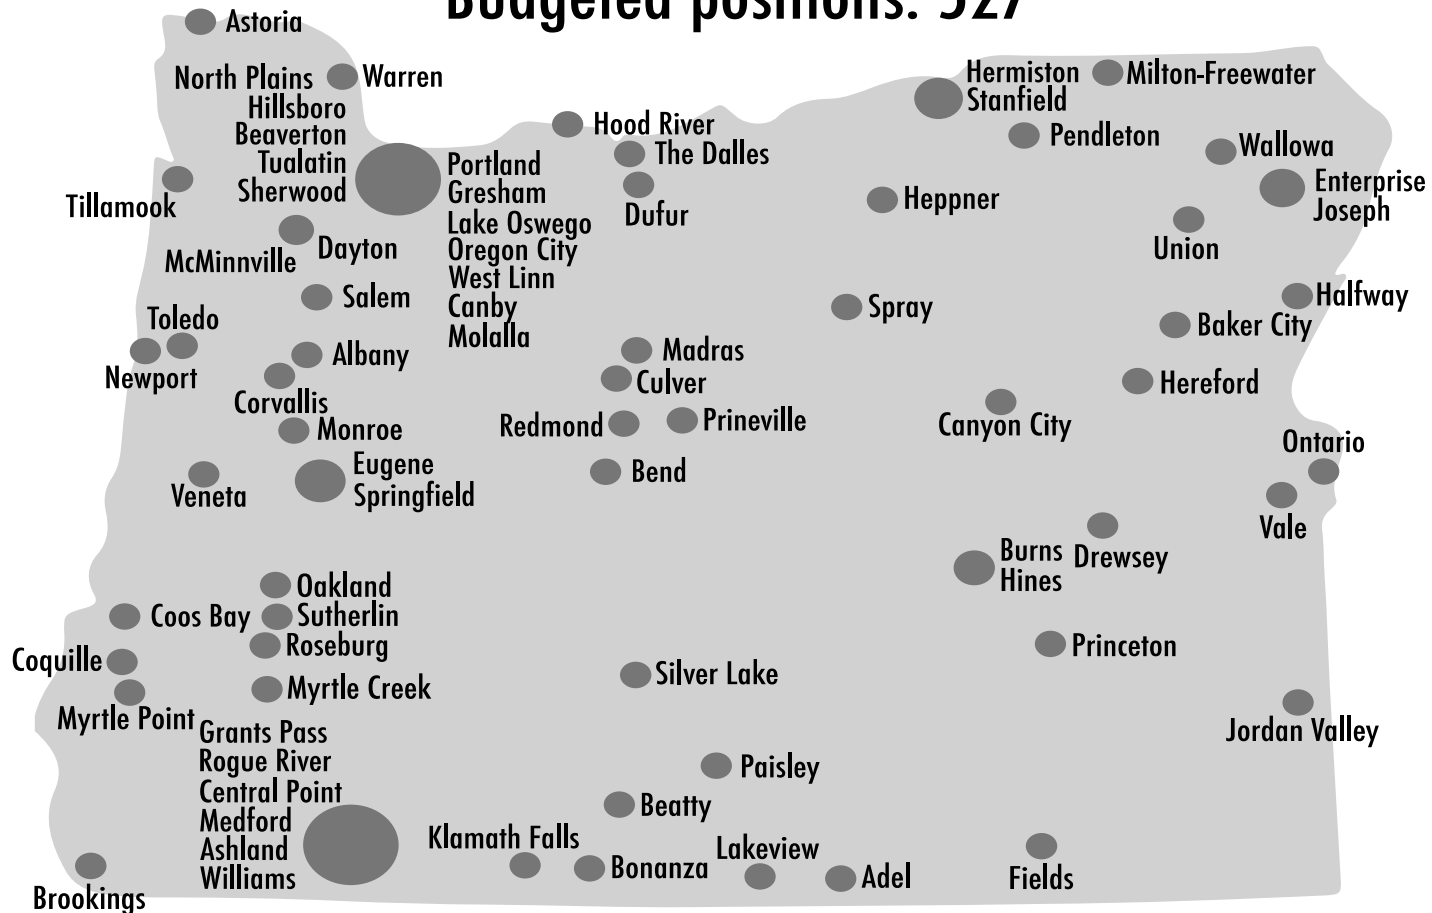 Budgeted positions: 527
Astoria
North Plains
Warren
Hillsboro
Beaverton
Tualatin
Sherwood
Tillamook
Portland
Gresham
Lake Oswego
Oregon City
West Linn
Canby
Molalla
Hood River
The Dalles
Dufur
Hermiston
Stanfield
Milton-Freewater
Pendleton
Wallowa
Enterprise
Joseph
Heppner
Union
McMinnville
Dayton
Salem
Toledo
Newport
Albany
Corvallis
Monroe
Veneta
Eugene
Springfield
Madras
Culver
Redmond
Prineville
Bend
Spray
Halfway
Baker City
Hereford
Canyon City
Ontario
Vale
Burns
Hines
Drewsey
Princeton
Jordan Valley
Oakland
Sutherlin
Roseburg
Myrtle Creek
Coos Bay
Coquille
Myrtle Point
Grants Pass
Rogue River
Central Point
Medford
Ashland
Williams
Brookings
Silver Lake
Paisley
Beatty
Klamath Falls
Bonanza
Lakeview
Adel
Fields